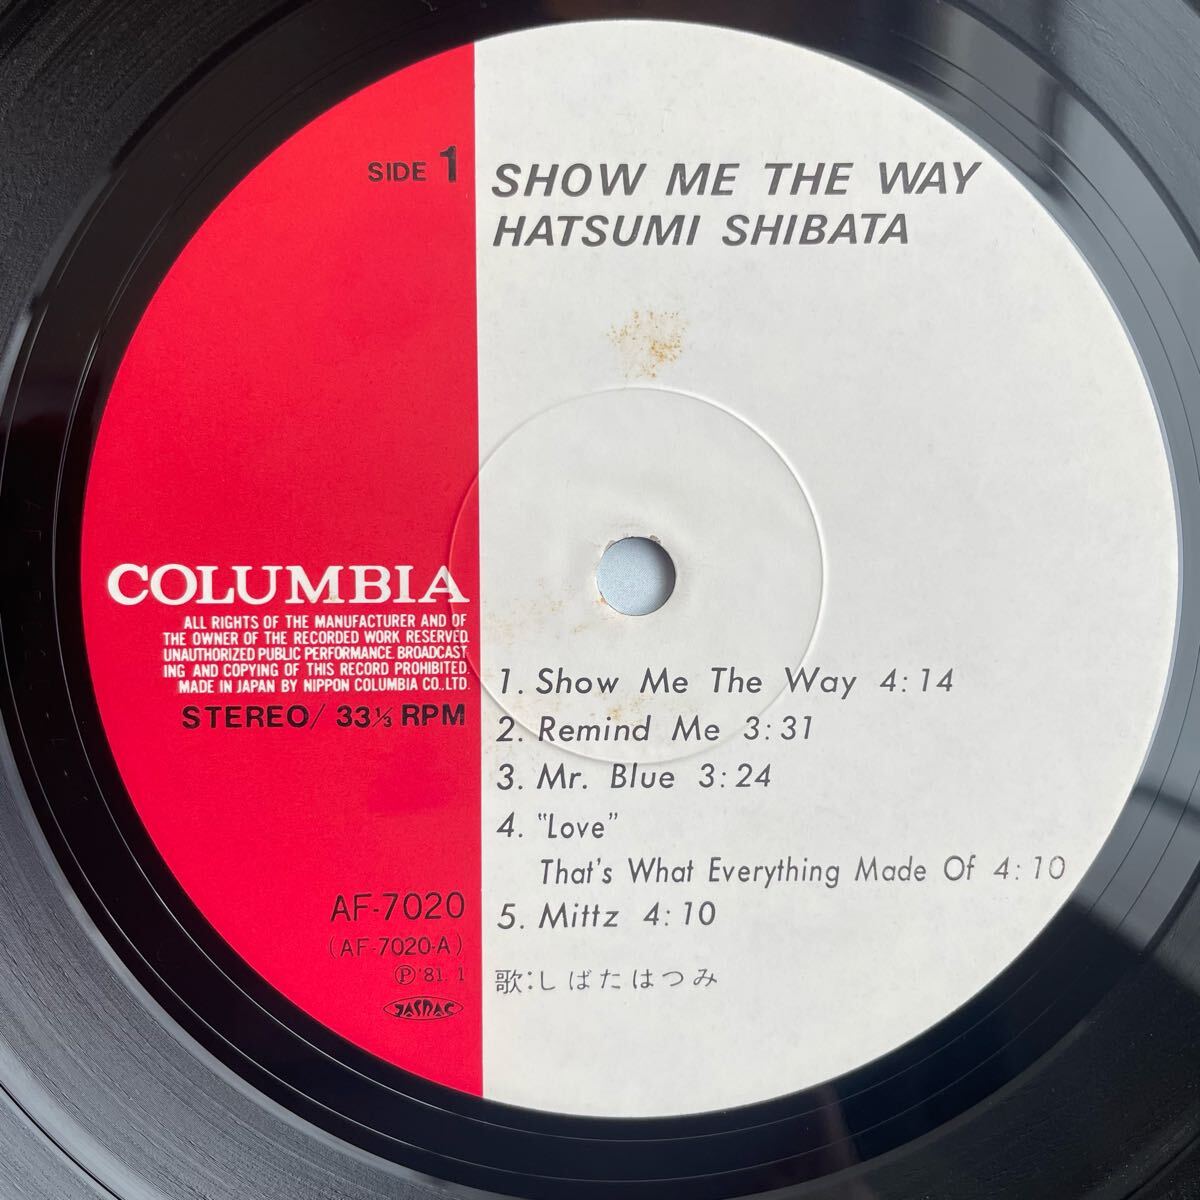 SIDE 1
SHOW ME THE WAY
HATSUMI SHIBATA
COLUMBIA
ALL RIGHTS OF THE MANUFACTURER AND OF
THE OWNER OF THE RECORDED WORK RESERVED.
UNAUTHORIZED PUBLIC PERFORMANCE. BROADCAST
ING AND COPYING OF THIS RECORD PROHIBITED.
MADE IN JAPAN BY NIPPON COLUMBIA CO.,LTD.
STEREO/ 33⅓ RPM
1. Show Me The Way 4:14
2. Remind Me 3:31
3. Mr. Blue 3:24
4. "Love"
That's What Everything Made Of 4:10
5. Mittz 4:10
AF-7020
(AF-7020-A)
Ⓟ'81. 1
JASRAC
歌:しばたはつみ